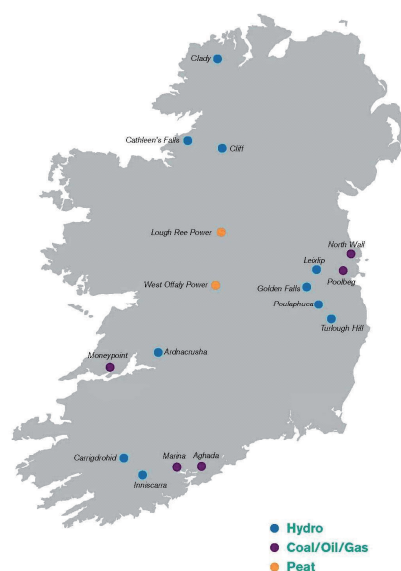 Clady
Cathleen's Falls
Cliff
Lough Ree Power
North Wall
Leixlip
Poolbeg
West Offaly Power
Golden Falls
Poulaphuca
Turlough Hill
Moneypoint
Ardnacrusha
Carrigdrohid
Marina
Aghada
Inniscarra
Hydro
Coal/Oil/Gas
Peat